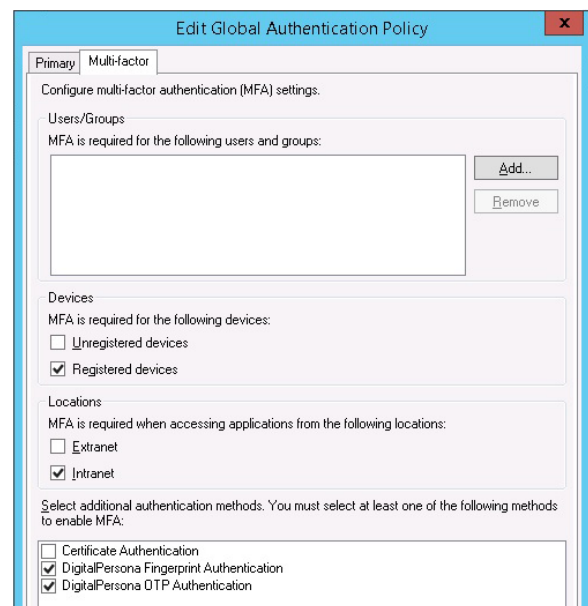 Edit Global Authentication Policy
x
Primary
Multi-factor
Configure multi-factor authentication (MFA) settings.
Users/Groups
MFA is required for the following users and groups:
Add...
Remove
Devices
MFA is required for the following devices:
Unregistered devices
Registered devices
Locations
MFA is required when accessing applications from the following locations:
Extranet
Intranet
Select additional authentication methods. You must select at least one of the following methods
to enable MFA:
Certificate Authentication
DigitalPersona Fingerprint Authentication
DigitalPersona OTP Authentication